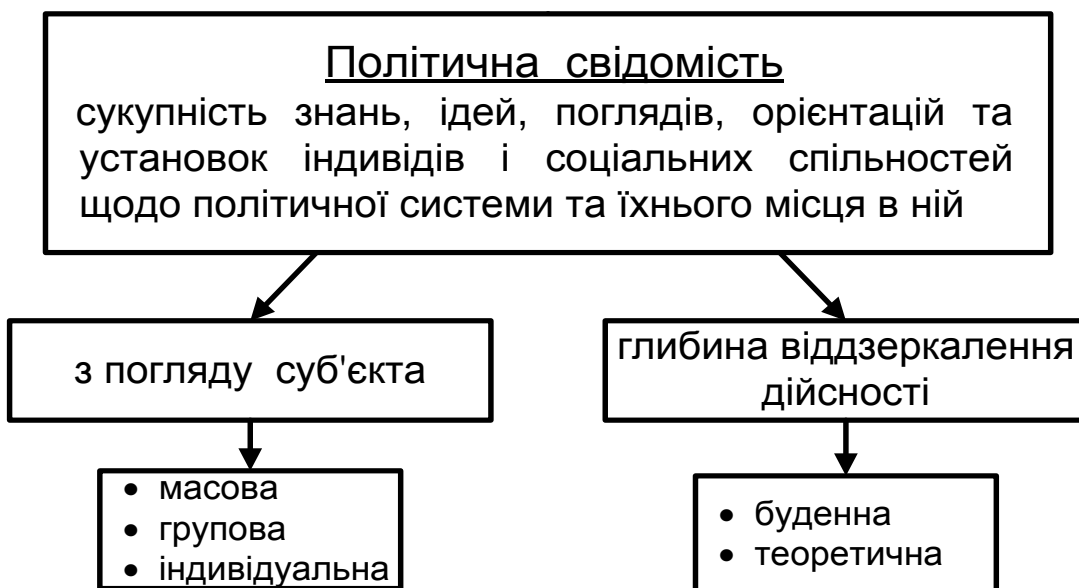 Політична свідомість
сукупність знань, ідей, поглядів, орієнтацій та
установок індивідів і соціальних спільностей
щодо політичної системи та їхнього місця в ній
з погляду суб'єкта
глибина віддзеркалення
дійсності
• масова
• групова
• індивідуальна
• буденна
• теоретична